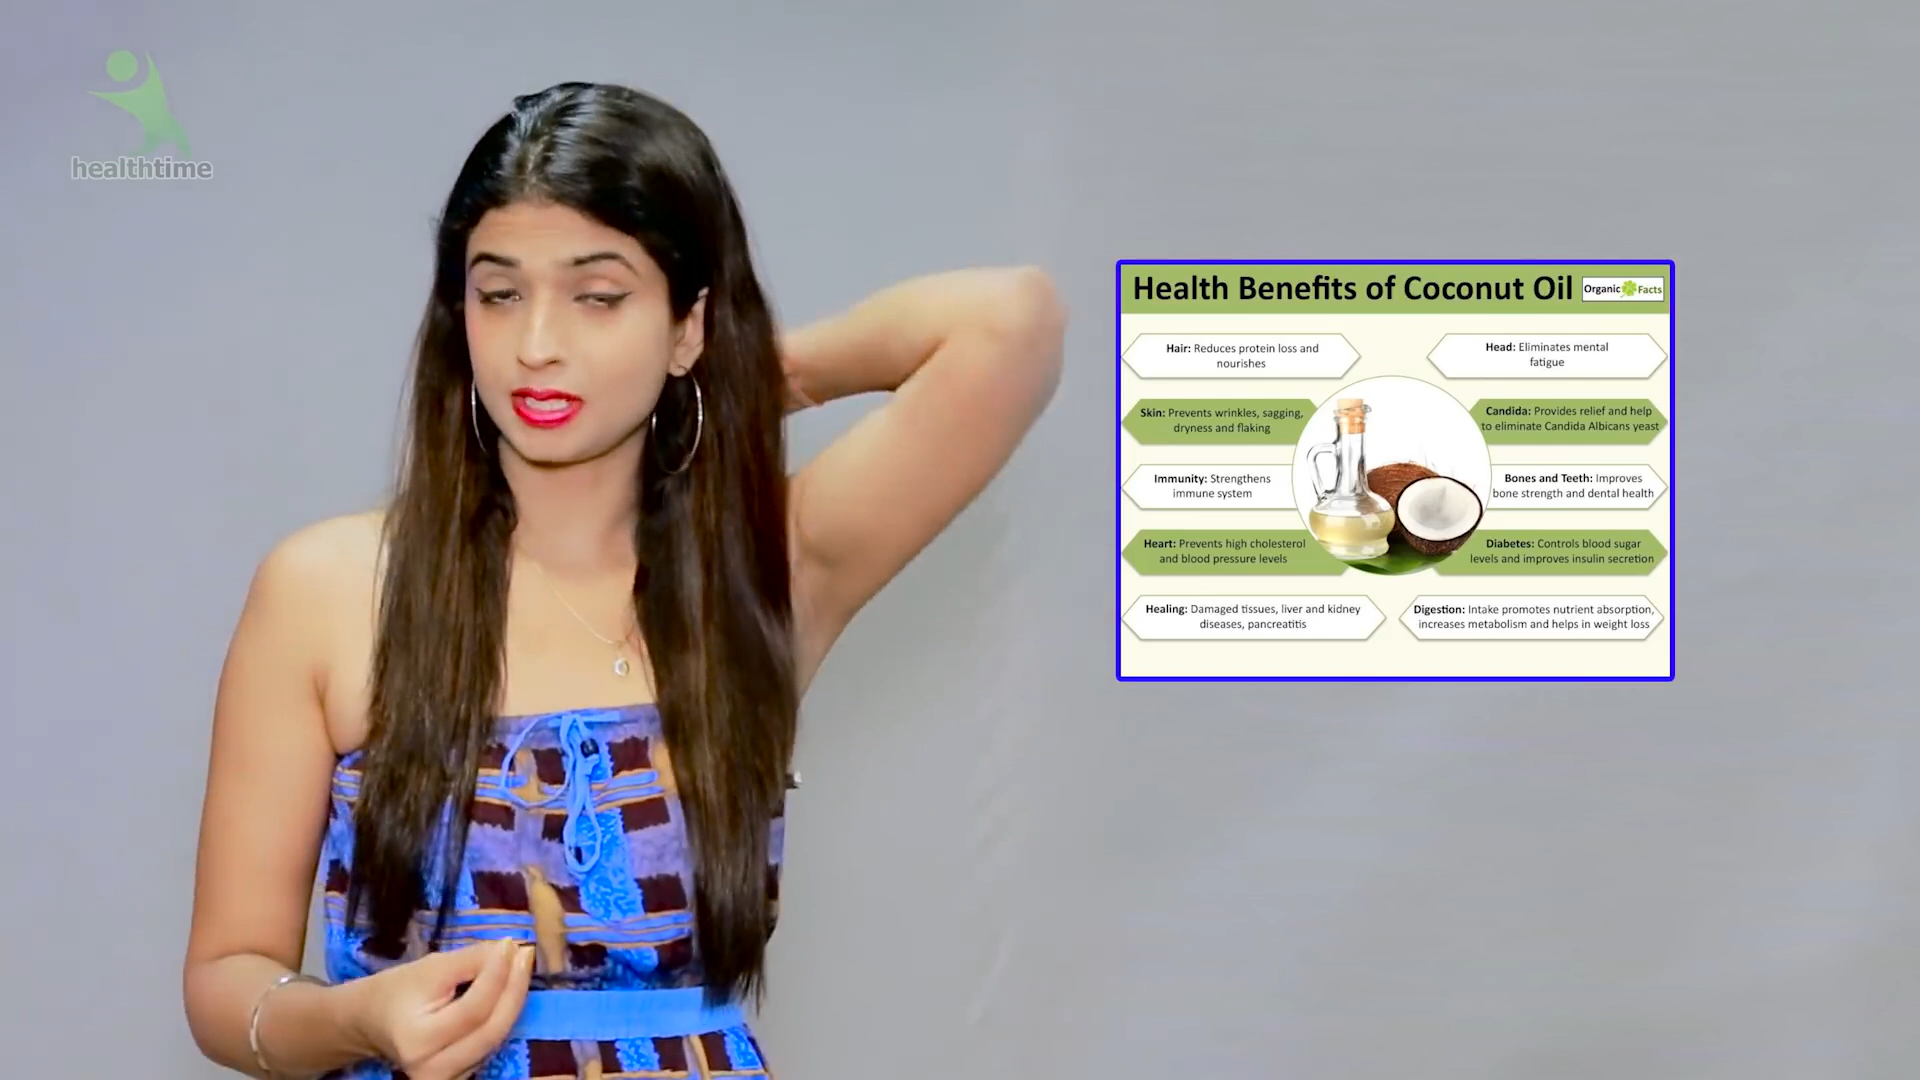 healthtime
Health Benefits of Coconut Oil
Organic Facts
Hair: Reduces protein loss and
nourishes
Head: Eliminates mental
fatigue
Skin: Prevents wrinkles, sagging,
dryness and flaking
Candida: Provides relief and help
to eliminate Candida Albicans yeast
Immunity: Strengthens
immune system
Bones and Teeth: Improves
bone strength and dental health
Heart: Prevents high cholesterol
and blood pressure levels
Diabetes: Controls blood sugar
levels and improves insulin secretion
Healing: Damaged tissues, liver and kidney
diseases, pancreatitis
Digestion: Intake promotes nutrient absorption,
increases metabolism and helps in weight loss